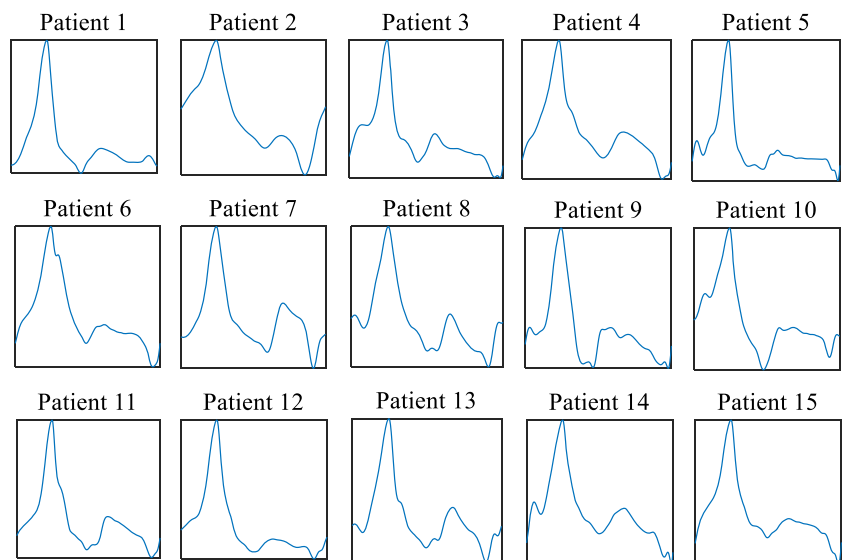 Patient 1
Patient 2
Patient 3
Patient 4
Patient 5
Patient 6
Patient 7
Patient 8
Patient 9
Patient 10
Patient 11
Patient 12
Patient 13
Patient 14
Patient 15